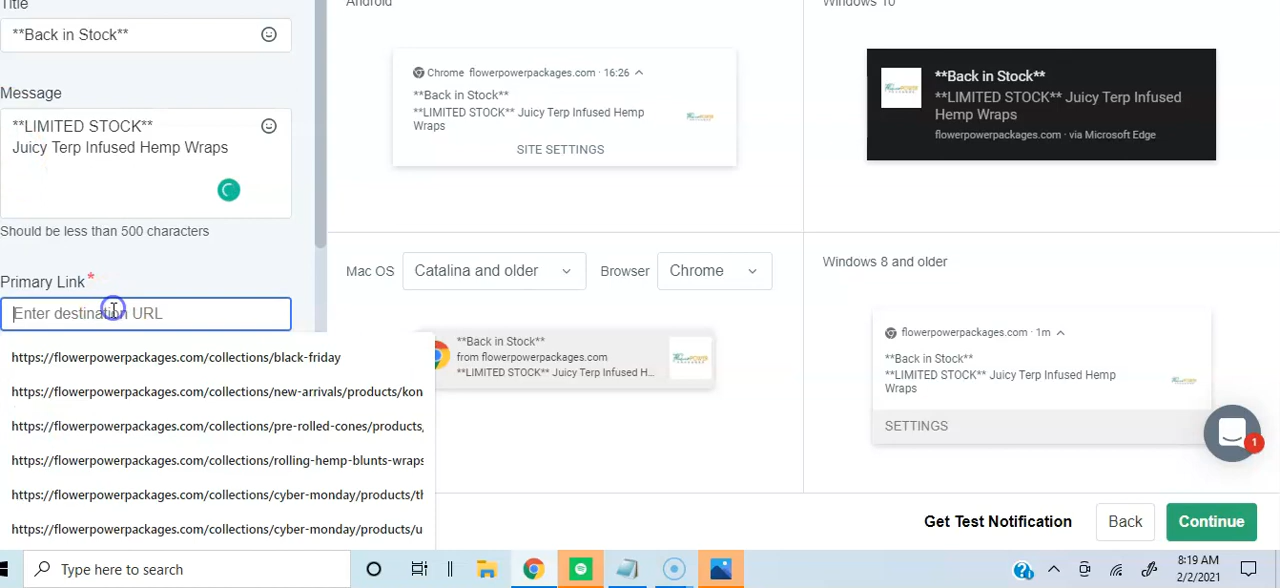 Title
**Back in Stock**
Message
**LIMITED STOCK**
Juicy Terp Infused Hemp Wraps
Should be less than 500 characters
Primary Link*
Enter destination URL
https://flowerpowerpackages.com/collections/black-friday
https://flowerpowerpackages.com/collections/new-arrivals/products/kon
https://flowerpowerpackages.com/collections/pre-rolled-cones/products,
https://flowerpowerpackages.com/collections/rolling-hemp-blunts-wraps
https://flowerpowerpackages.com/collections/cyber-monday/products/th
https://flowerpowerpackages.com/collections/cyber-monday/products/u
Android
Chrome flowerpowerpackages.com · 16:26
**Back in Stock**
**LIMITED STOCK** Juicy Terp Infused Hemp
Wraps
SITE SETTINGS
Windows 10
**Back in Stock**
**LIMITED STOCK** Juicy Terp Infused
Hemp Wraps
flowerpowerpackages.com · via Microsoft Edge
Mac OS
Catalina and older
Browser
Chrome
**Back in Stock**
from flowerpowerpackages.com
**LIMITED STOCK** Juicy Terp Infused H...
Windows 8 and older
flowerpowerpackages.com · 1m
**Back in Stock**
**LIMITED STOCK** Juicy Terp Infused Hemp
Wraps
SETTINGS
1
Get Test Notification
Back
Continue
Type here to search
8:19 AM
2/2/2021